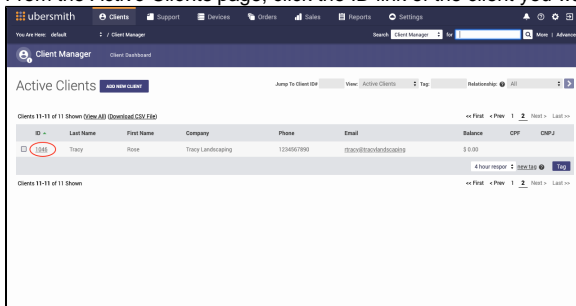 From the Active Clients page, click the ID link of the client you w
ubersmith Clients Support Devices Orders Sales Reports Settings
You Are Here: default / Client Manager Search Client Manager for More | Advance
Client Manager Client Dashboard
Active Clients ADD NEW CLIENT Jump To Client ID# View: Active Clients Tag: Relationship: All
Clients 11-11 of 11 Shown (View All) (Download CSV File) << First < Prev 1 2 Next > Last >>
ID Last Name First Name Company Phone Email Balance CPF CNPJ
1046 Tracy Rose Tracy Landscaping 1234567890 rtracy@tracylandscaping $ 0.00
4 hour respor new tag Tag
Clients 11-11 of 11 Shown << First < Prev 1 2 Next > Last >>